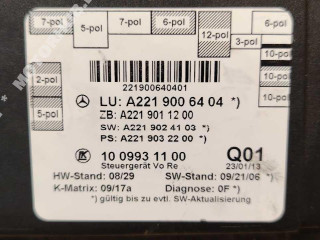 7-pol
5-pol
7-pol
6-pol
12-pol
6-pol
3-pol
10-pol
10-pol
10-pol
2-pol
5-pol
221900640401
LU: A221 900 64 04 *)
ZB: A221 901 12 00
SW: A221 902 41 03 *)
PS: A221 903 22 00 *)
10 0993 11 00
Q01
Steuergerät Vo Re
23/01/13
HW-Stand: 08/29
SW-Stand: 09/21/06 *)
K-Matrix: 09/17a
Diagnose: 0F *)
*) gültig bis zu evtl. SW-Aktualisierung